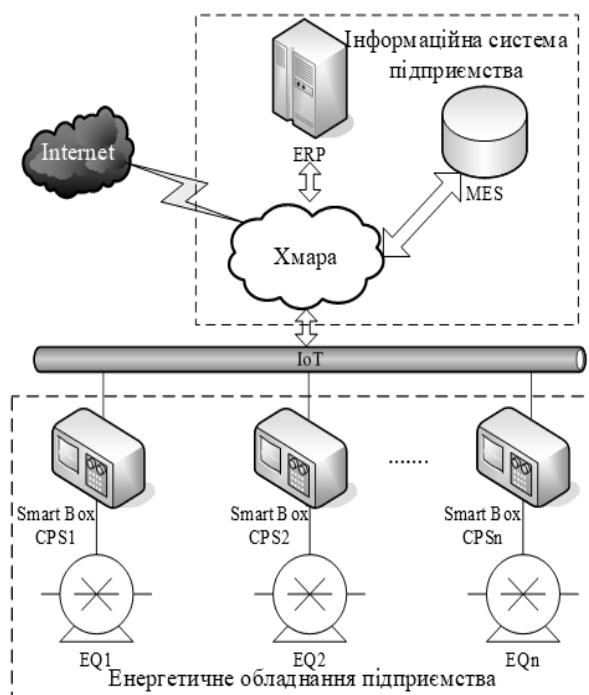 Інформаційна система
підприємства
Internet
ERP
MES
Хмара
IoT
.......
Smart Box
CPS1
Smart Box
CPS2
Smart Box
CPSn
EQ1
EQ2
EQn
Енергетичне обладнання підприємства